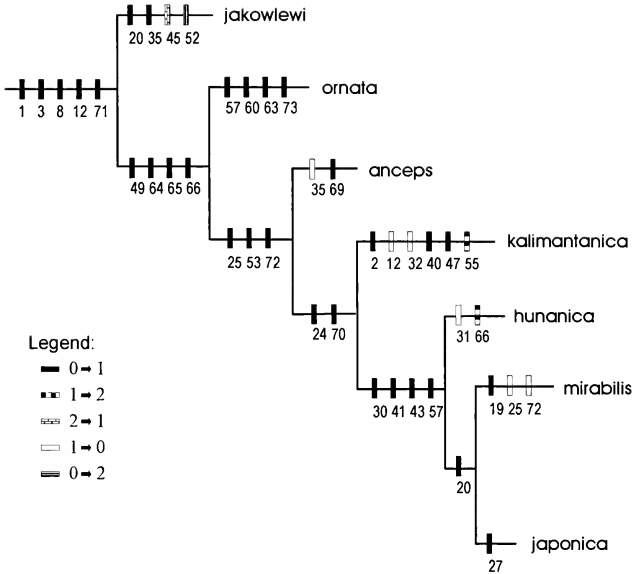 jakowlewi
20 35 45 52
ornata
1 3 8 12 71
57 60 63 73
anceps
49 64 65 66
35 69
kalimantanica
25 53 72
2 12 32 40 47 55
hunanica
24 70
31 66
Legend:
0➡1
1➡2
2➡1
1➡0
0➡2
mirabilis
30 41 43 57
19 25 72
20
japonica
27